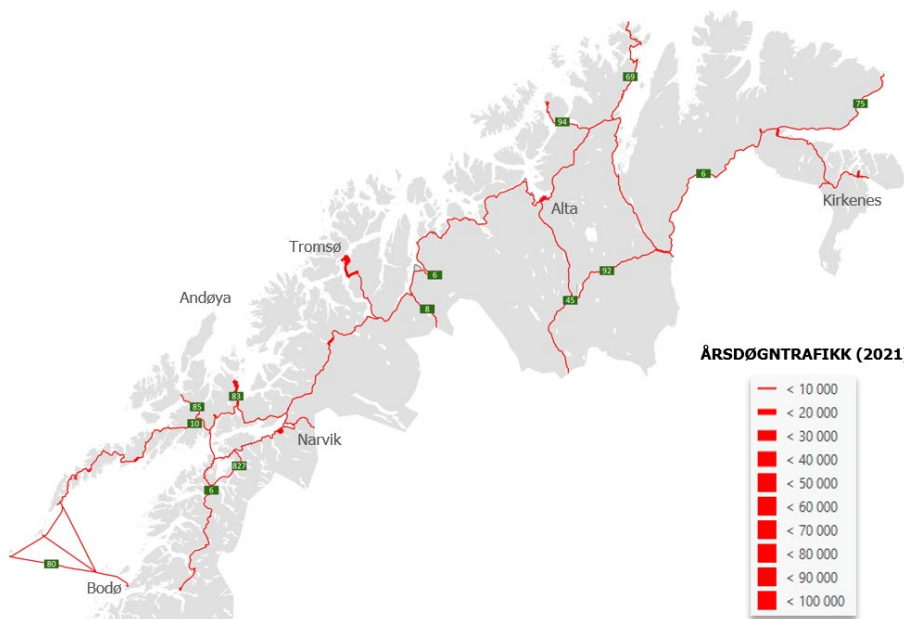 69
75
94
6
Kirkenes
Alta
Tromsø
6
92
Andøya
45
8
ÅRSDØGNTRAFIKK (2021)
83
85
10
Narvik
827
6
80
Bodø
< 10 000
< 20 000
< 30 000
< 40 000
< 50 000
< 60 000
< 70 000
< 80 000
< 90 000
< 100 000